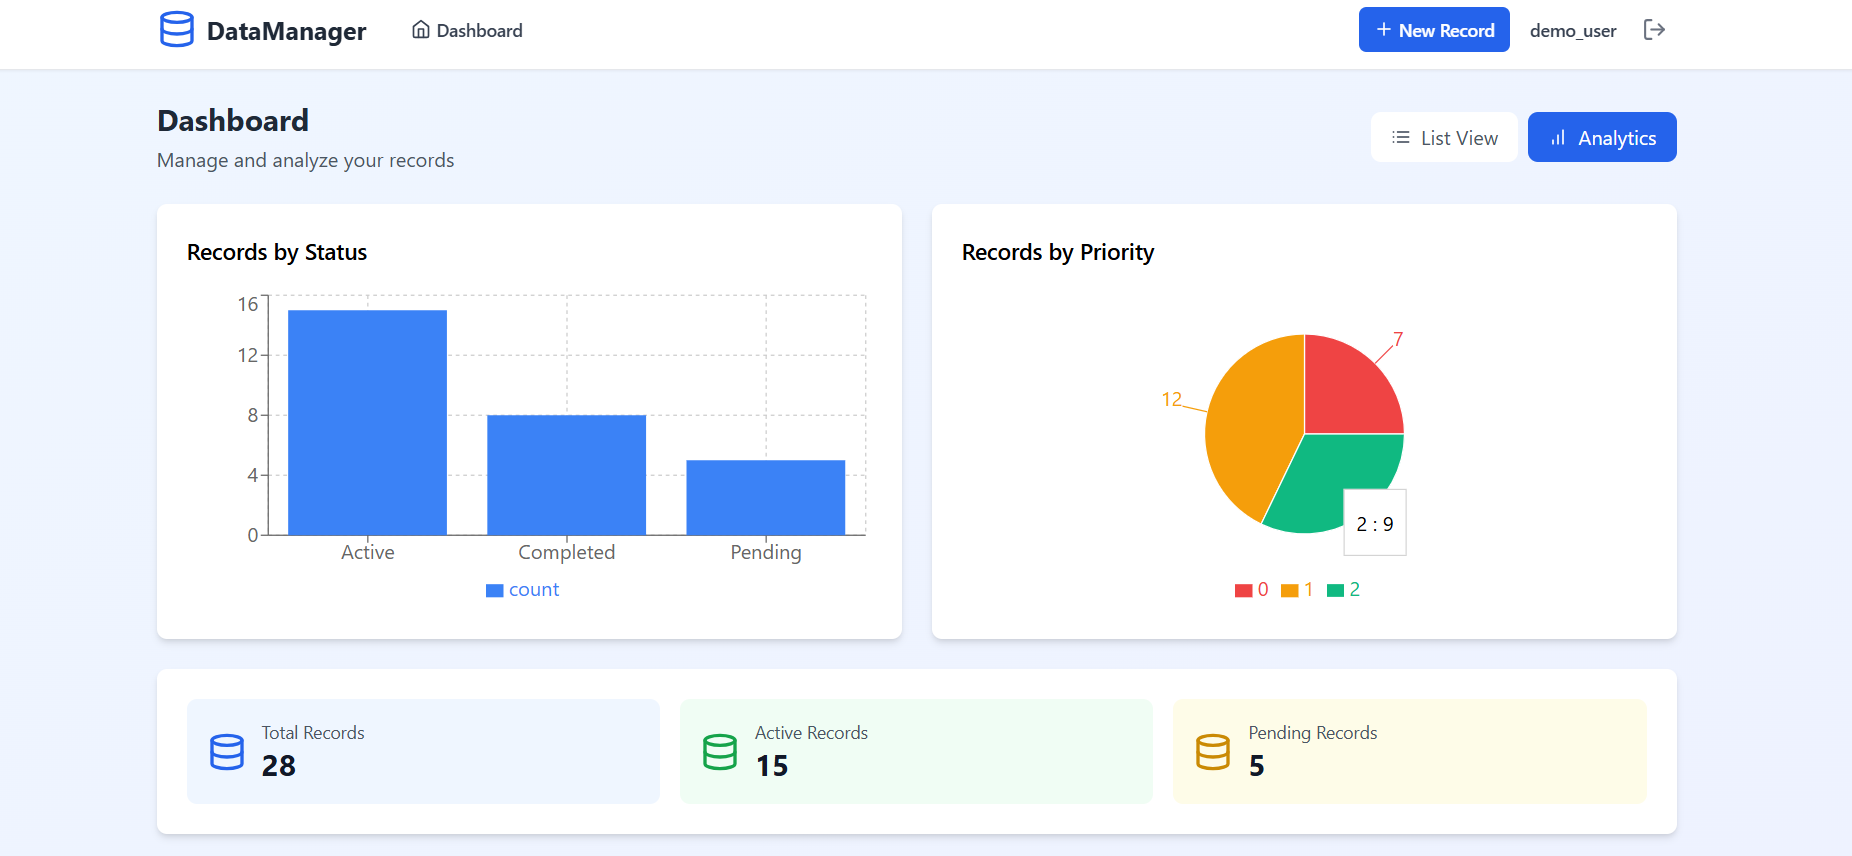 DataManager
Dashboard
New Record
demo_user
Dashboard
Manage and analyze your records
List View
Analytics
Records by Status
16
12
8
4
0
Active
Completed
Pending
count
Records by Priority
7
12
2 : 9
0
1
2
Total Records
28
Active Records
15
Pending Records
5